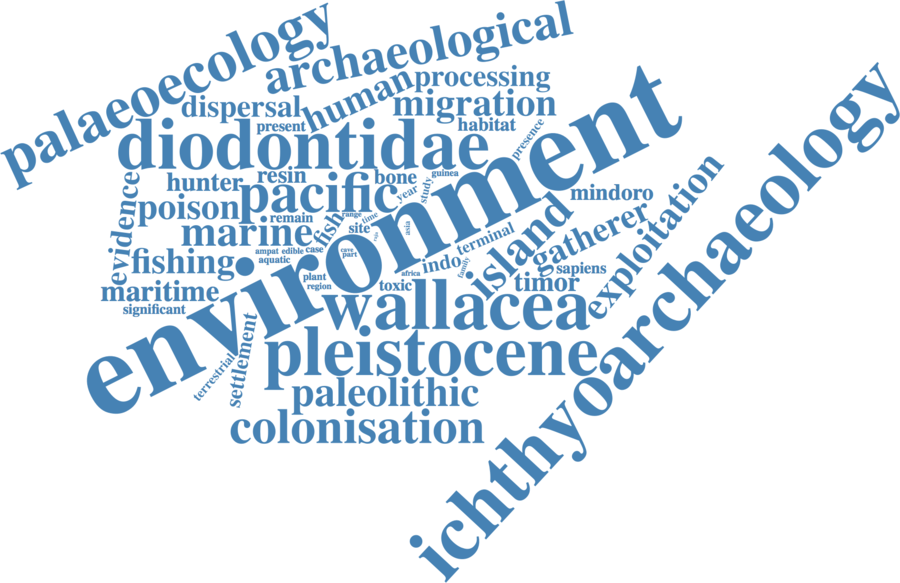 palaeoecology
archaeological
human
processing
dispersal
migration
present
habitat
diodontidae
presence
hunter
resin
bone
guinea
evidence
poison
pacific
year
study
mindoro
remain
range
time
fish
site
asia
environment
exploitation
marine
ampat
edible
case
cave
part
terminal
island
gatherer
fishing
aquatic
indo
family
sapiens
plant
africa
maritime
region
toxic
timor
significant
wallacea
ichthyoarchaeology
settlement
terrestrial
pleistocene
paleolithic
colonisation